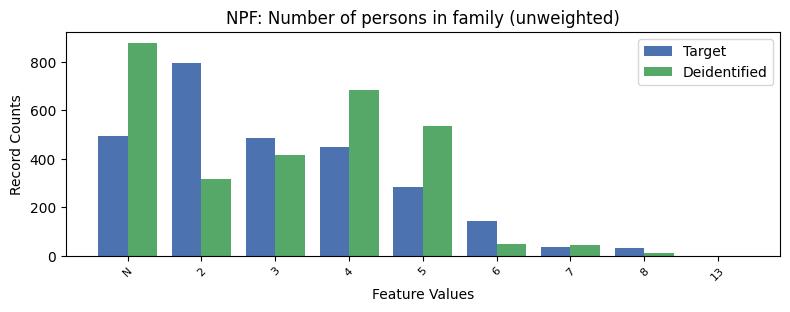 NPF: Number of persons in family (unweighted)
Target
Deidentified
Record Counts
800
600
400
200
0
N 2 3 4 5 6 7 8 13
Feature Values